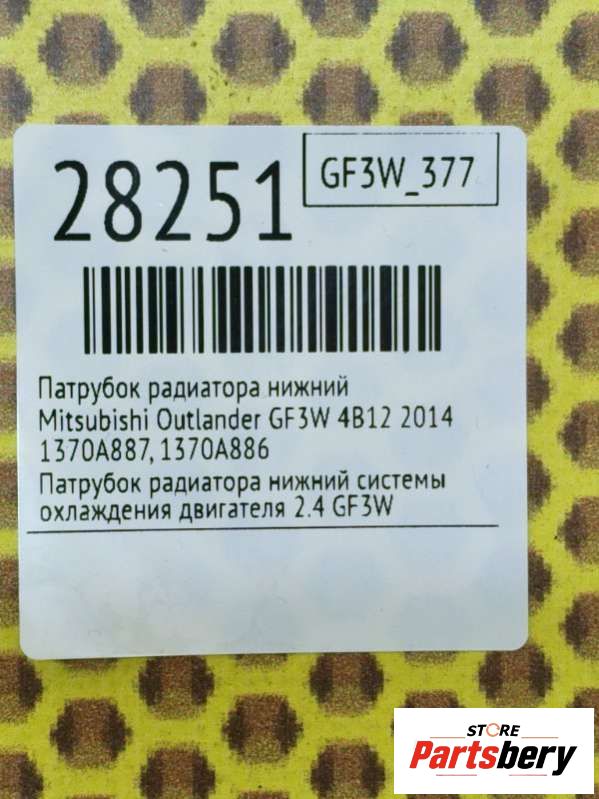 28251
GF3W_377
Патрубок радиатора нижний
Mitsubishi Outlander GF3W 4B12 2014
1370A887, 1370A886
Патрубок радиатора нижний системы
охлаждения двигателя 2.4 GF3W
STORE
Partsbery